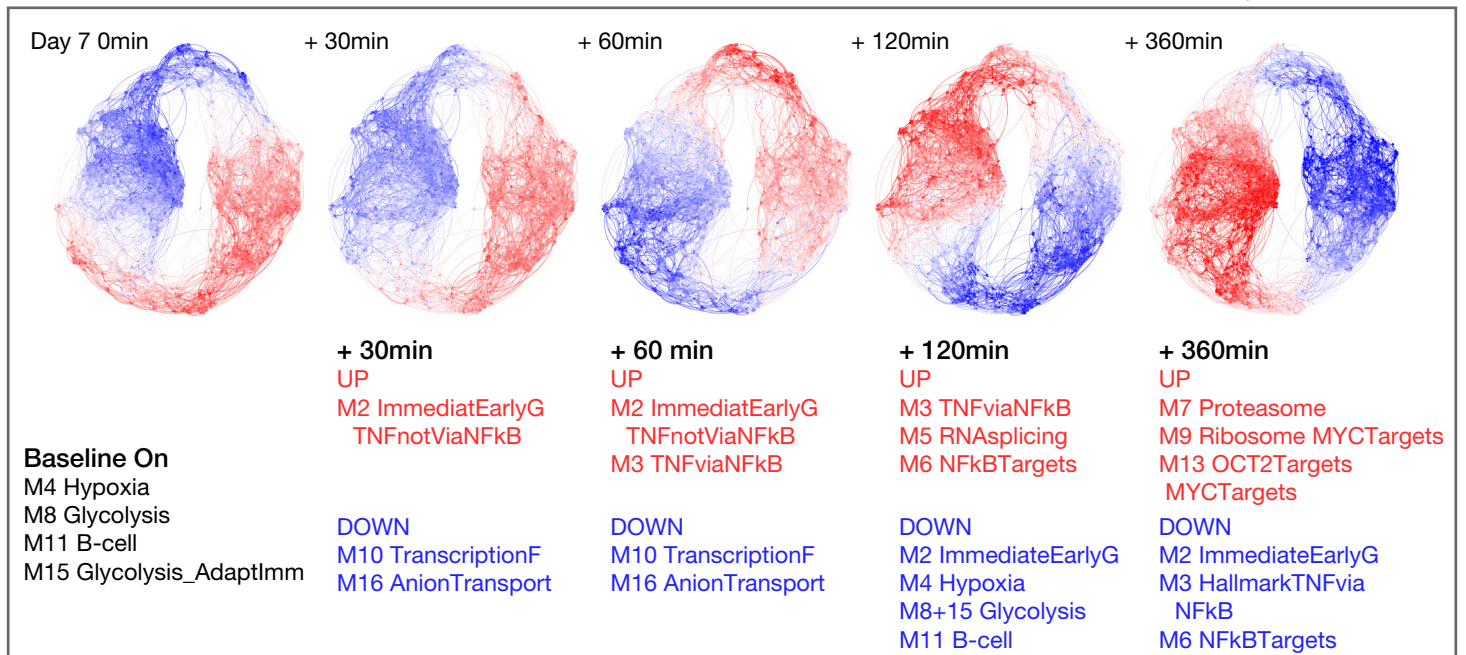 Day 7 0min
+ 30min
+ 60min
+ 120min
+ 360min
Baseline On
M4 Hypoxia
M8 Glycolysis
M11 B-cell
M15 Glycolysis_AdaptImm
+ 30min
UP
M2 ImmediatEarlyG
TNFnotViaNFkB
DOWN
M10 TranscriptionF
M16 AnionTransport
+ 60 min
UP
M2 ImmediatEarlyG
TNFnotViaNFkB
M3 TNFviaNFkB
DOWN
M10 TranscriptionF
M16 AnionTransport
+ 120min
UP
M3 TNFviaNFkB
M5 RNAsplicing
M6 NFkBTargets
DOWN
M2 ImmediateEarlyG
M4 Hypoxia
M8+15 Glycolysis
M11 B-cell
+ 360min
UP
M7 Proteasome
M9 Ribosome MYCTargets
M13 OCT2Targets
MYCTargets
DOWN
M2 ImmediateEarlyG
M3 HallmarkTNFvia
NFkB
M6 NFkBTargets